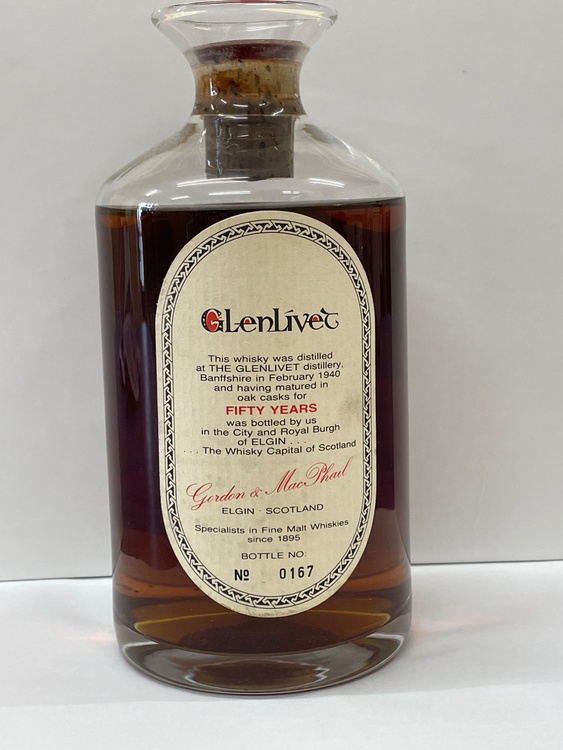 GLenLivet
This whisky was distilled
at THE GLENLIVET distillery,
Banffshire in February 1940
and having matured in
oak casks for
FIFTY YEARS
was bottled by us
in the City and Royal Burgh
of ELGIN . . .
. . . The Whisky Capital of Scotland
Gordon & MacPhail
ELGIN · SCOTLAND
Specialists in Fine Malt Whiskies
since 1895
BOTTLE NO:
Nº 0167